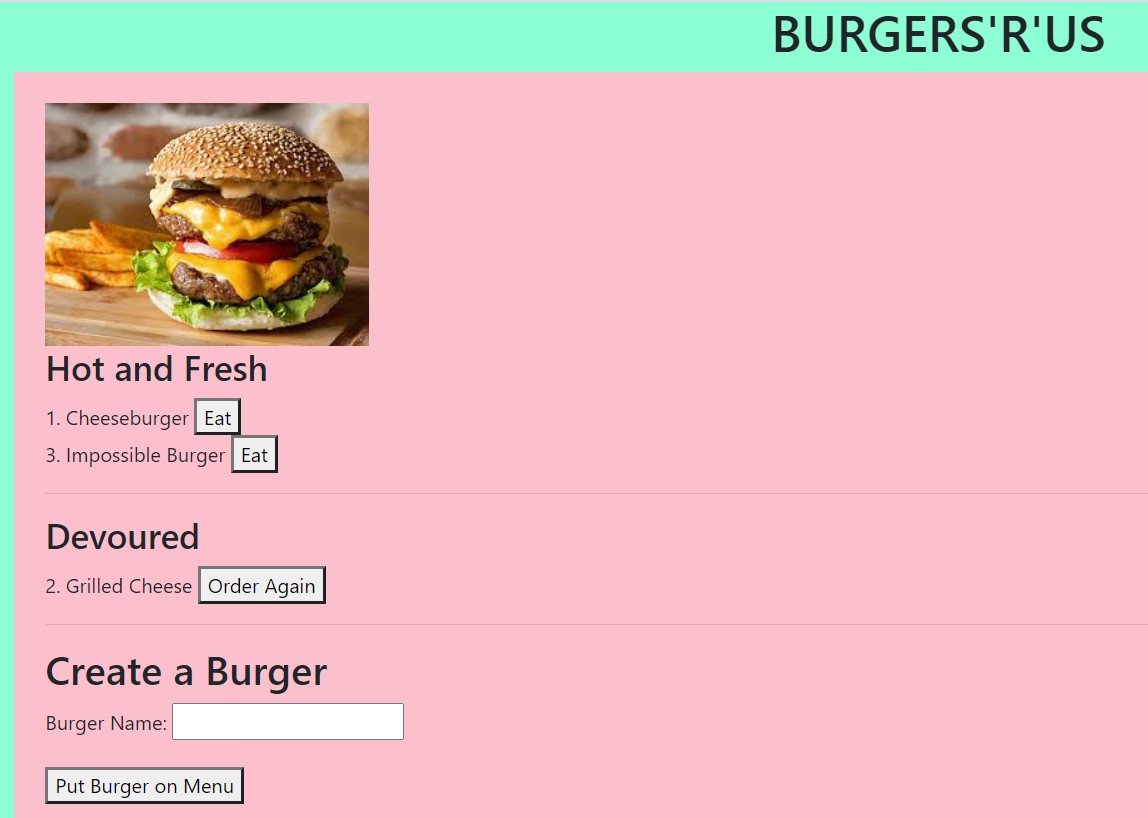 BURGERS'R'US
Hot and Fresh
1. Cheeseburger Eat
3. Impossible Burger Eat
Devoured
2. Grilled Cheese Order Again
Create a Burger
Burger Name:
Put Burger on Menu